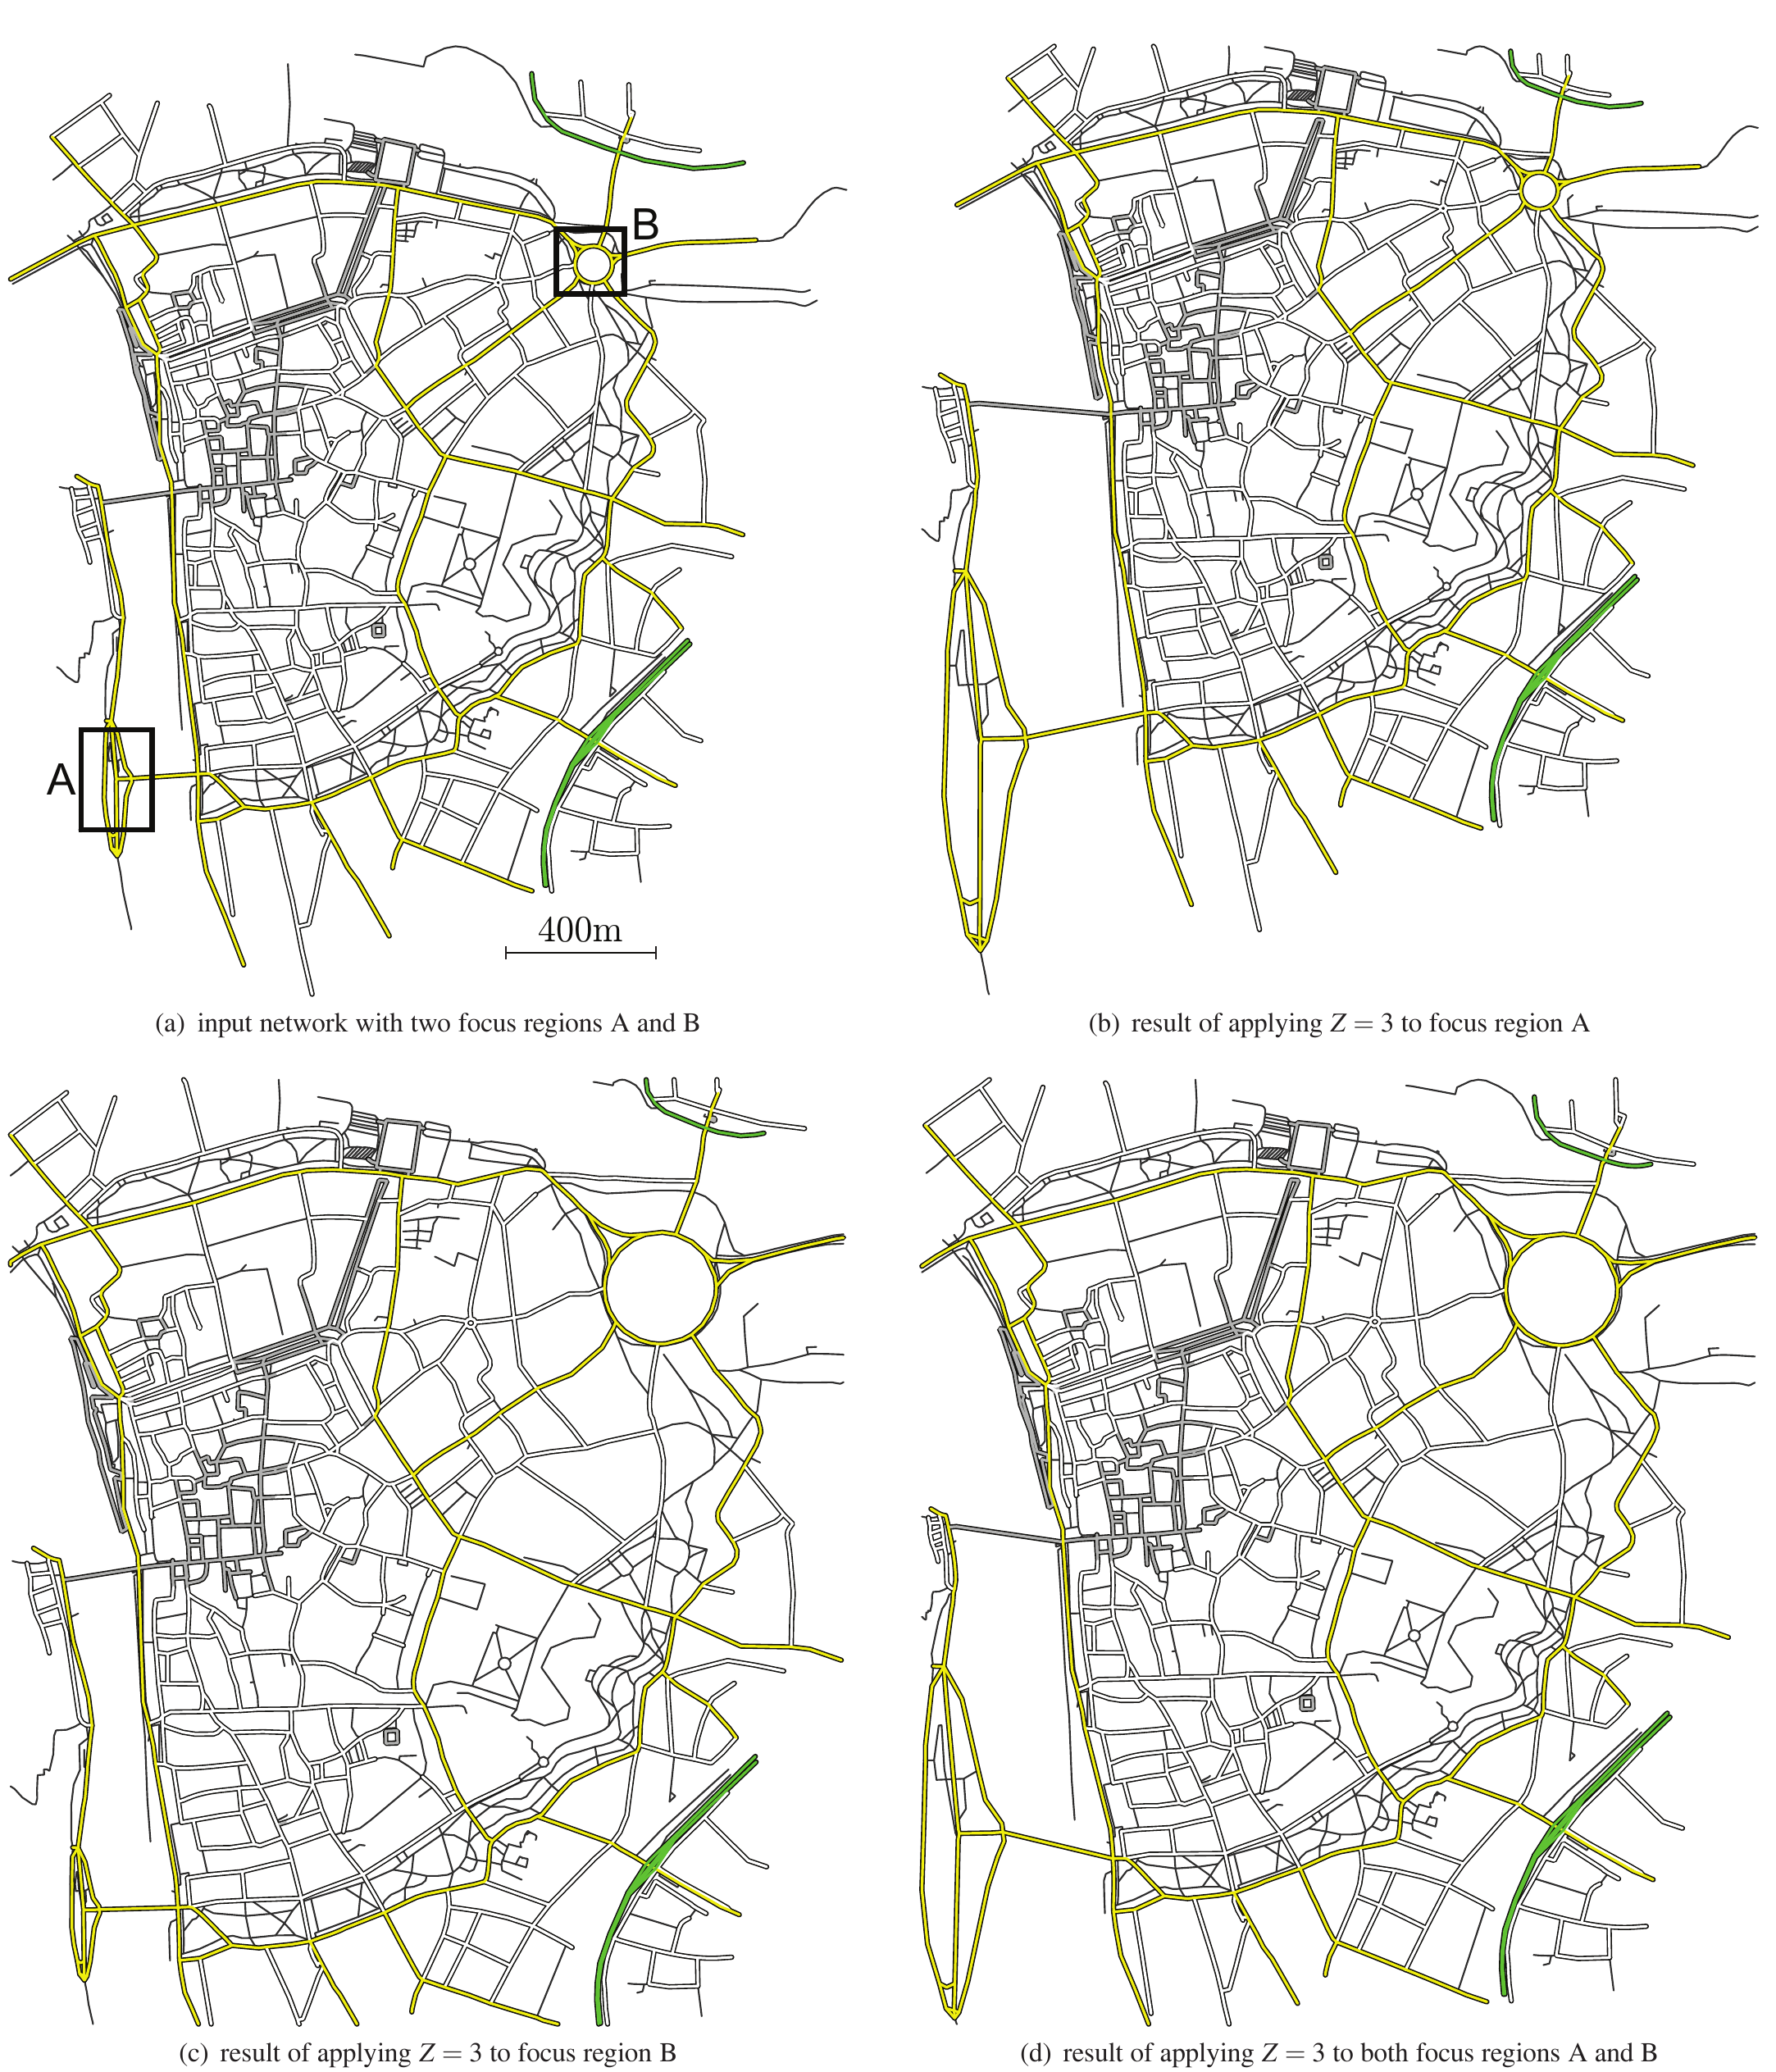 B
A
400m
(a) input network with two focus regions A and B
(b) result of applying Z = 3 to focus region A
(c) result of applying Z = 3 to focus region B
(d) result of applying Z = 3 to both focus regions A and B